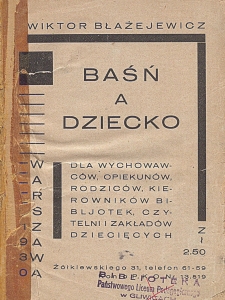 WIKTOR BŁAŻEJEWICZ
BAŚŃ
A
DZIECKO
DLA WYCHOWAW-
CÓW, OPIEKUNÓW,
RODZICÓW, KIE-
ROWNIKÓW BI-
BLJOTEK, CZY-
TELNI I ZAKŁADÓW
DZIECIĘCYCH
WARSZAWA
1930
ZŁ
2.50
Żółkiewskiego 31, telefon 61-59
Państwowego Liceum
w GLIWICACH